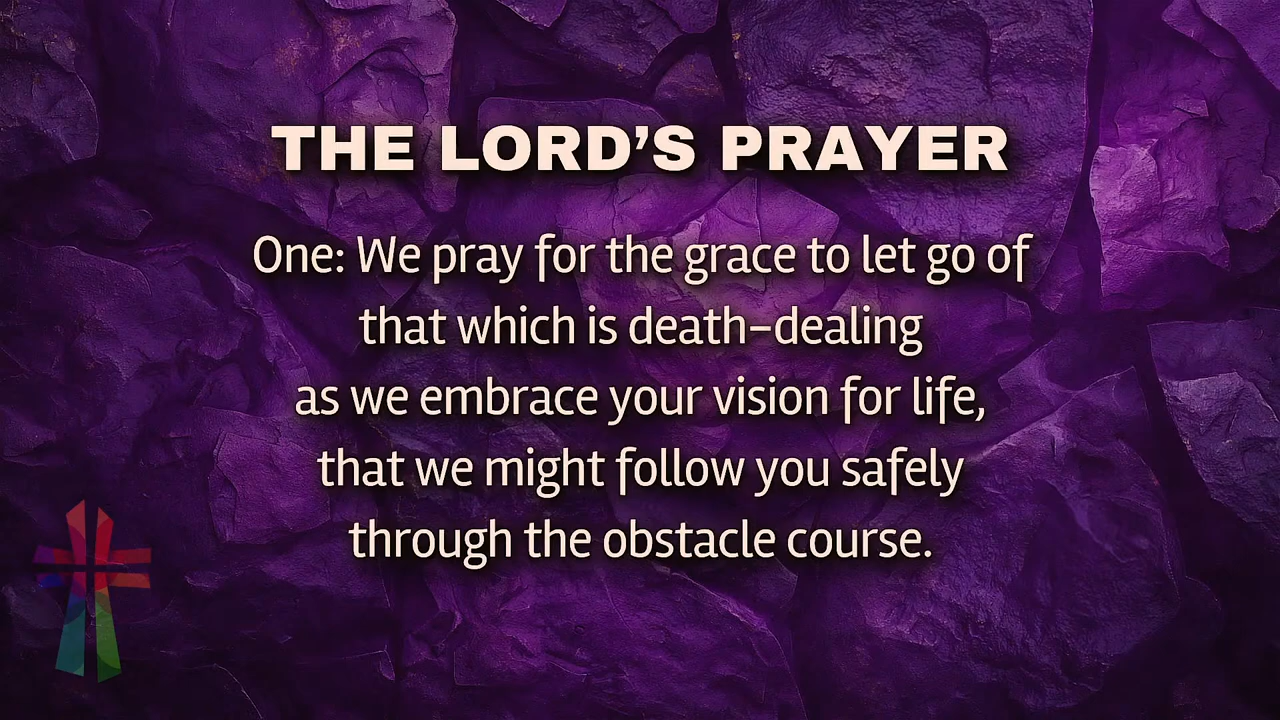 THE LORD’S PRAYER
One: We pray for the grace to let go of
that which is death-dealing
as we embrace your vision for life,
that we might follow you safely
through the obstacle course.